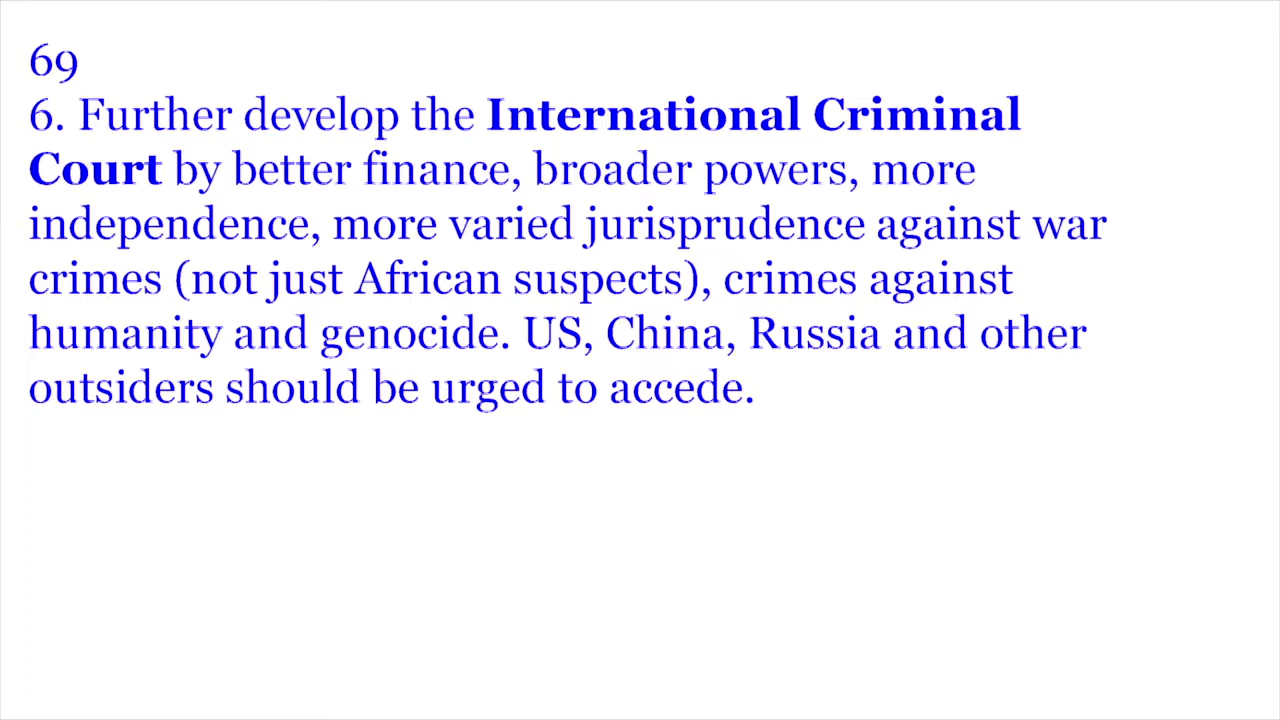 69
6. Further develop the International Criminal
Court by better finance, broader powers, more
independence, more varied jurisprudence against war
crimes (not just African suspects), crimes against
humanity and genocide. US, China, Russia and other
outsiders should be urged to accede.